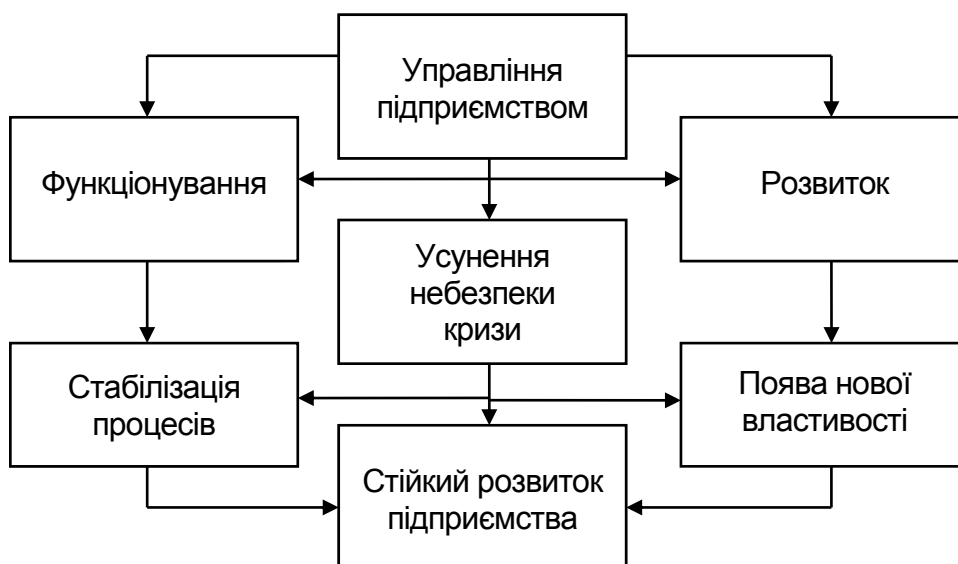 Управління
підприємством
Функціонування
Розвиток
Усунення
небезпеки
кризи
Стабілізація
процесів
Поява нової
властивості
Стійкий розвиток
підприємства